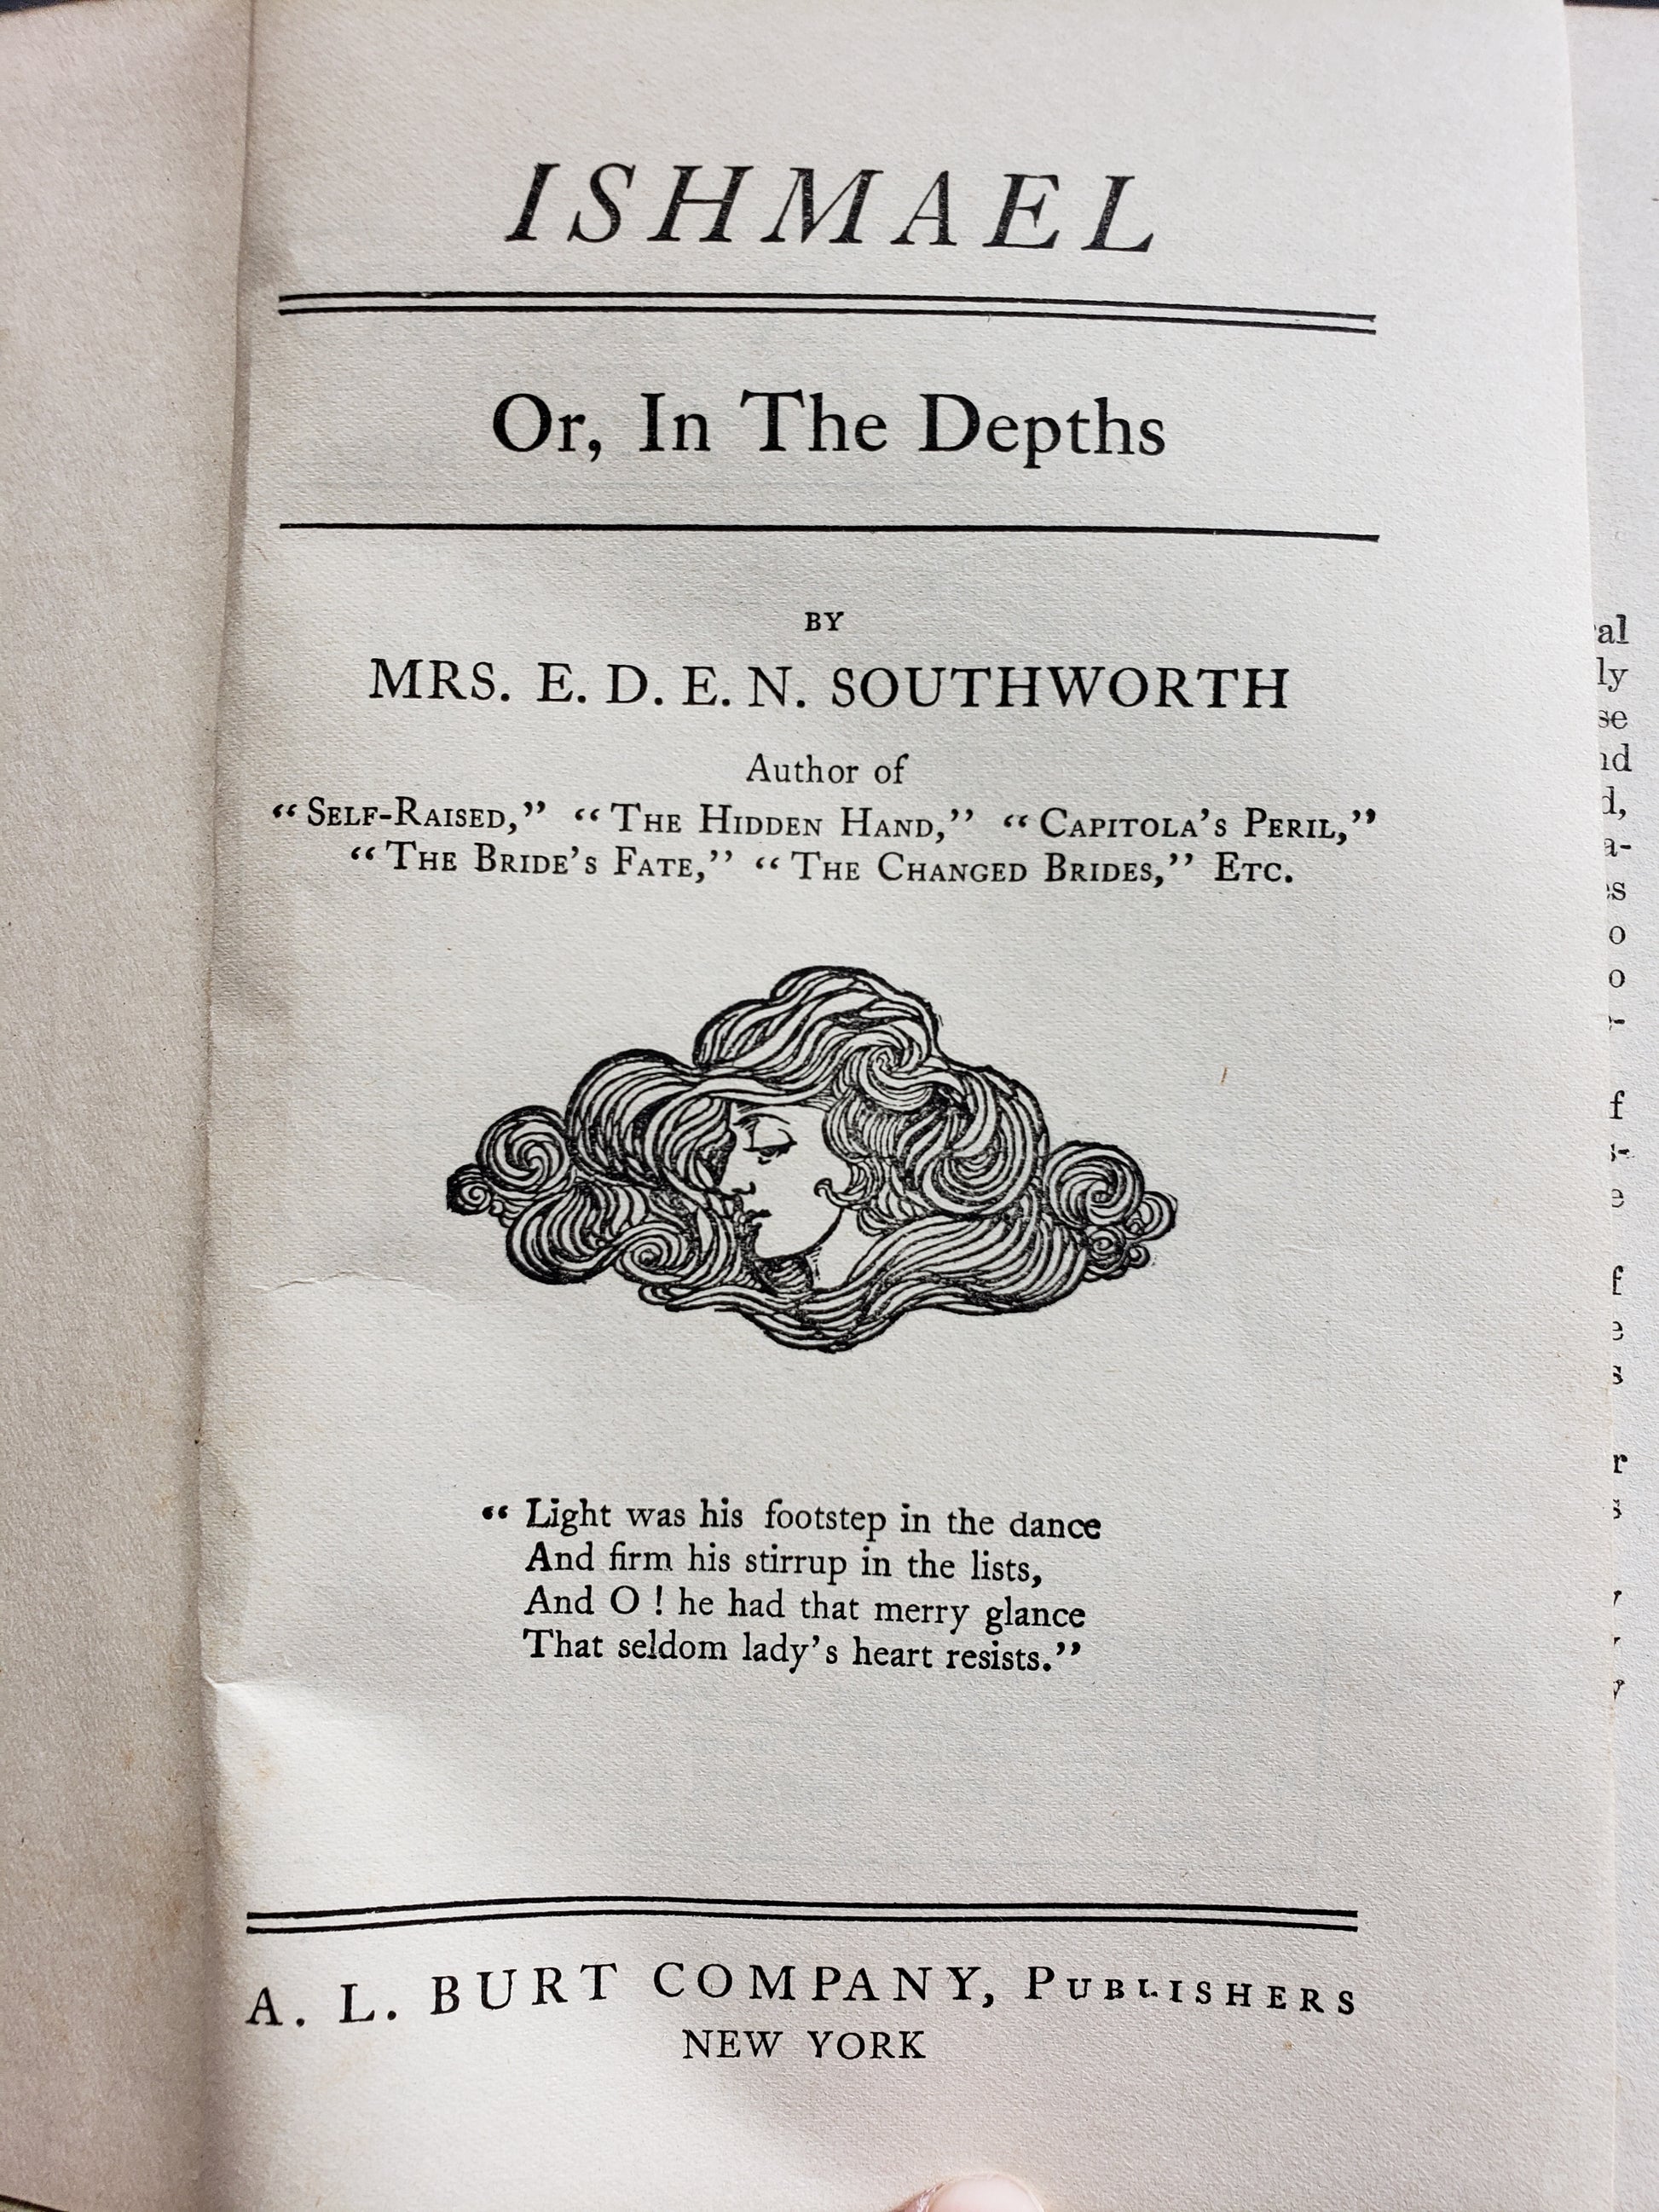 ISHMAEL
Or, In The Depths
BY
MRS. E. D. E. N. SOUTHWORTH
Author of
“Self-Raised,” “The Hidden Hand,” “Capitola’s Peril,”
“The Bride’s Fate,” “The Changed Brides,” Etc.
“Light was his footstep in the dance
And firm his stirrup in the lists,
And O! he had that merry glance
That seldom lady’s heart resists.”
A. L. BURT COMPANY, Publishers
NEW YORK